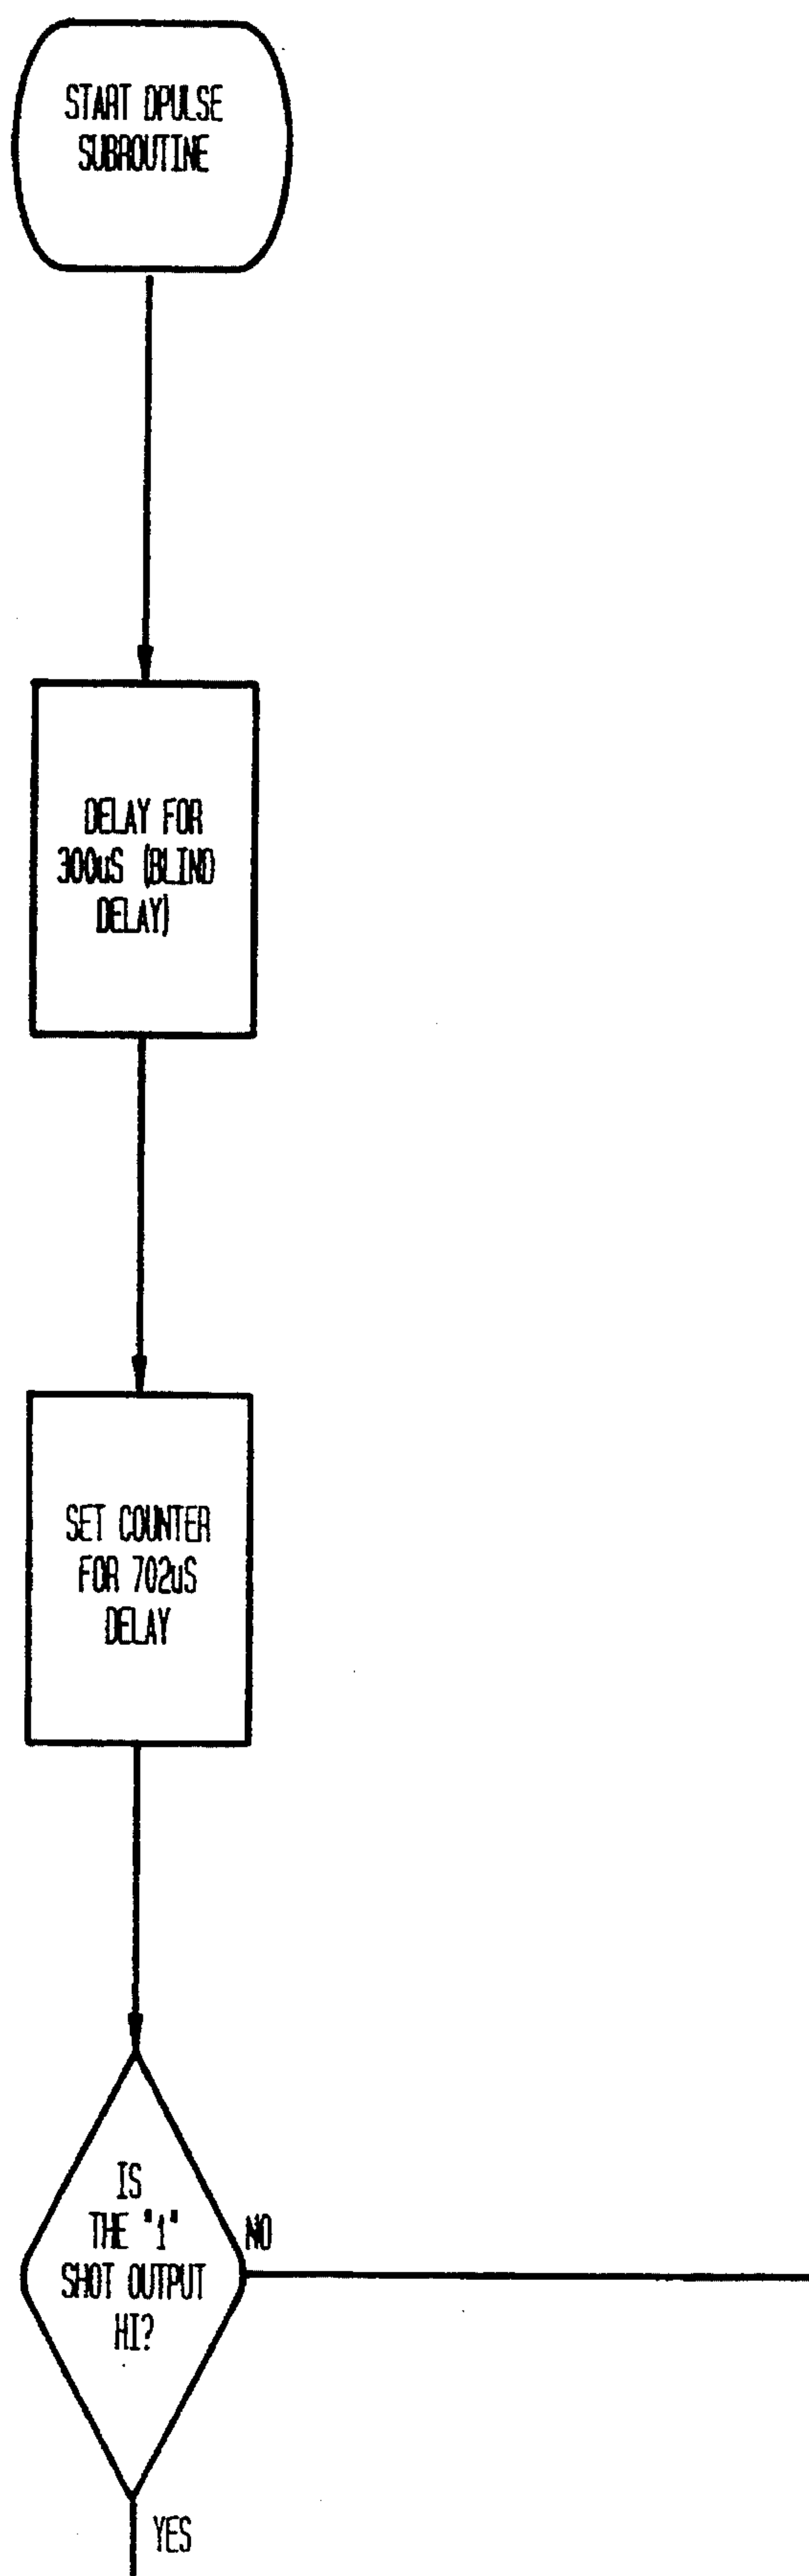 START DPULSE
SUBROUTINE
DELAY FOR
300uS (BLIND
DELAY)
SET COUNTER
FOR 702uS
DELAY
IS
THE "1"
SHOT OUTPUT
HI?
NO
YES